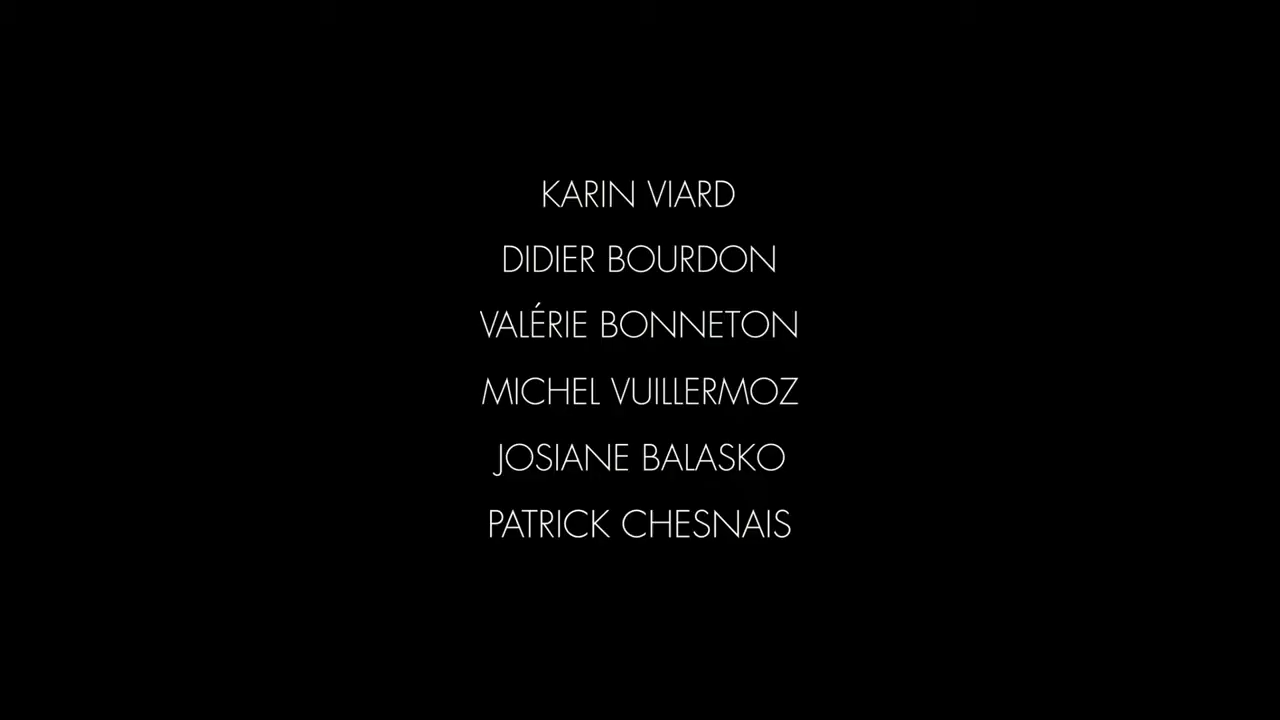 KARIN VIARD
DIDIER BOURDON
VALÉRIE BONNETON
MICHEL VUILLERMOZ
JOSIANE BALASKO
PATRICK CHESNAIS